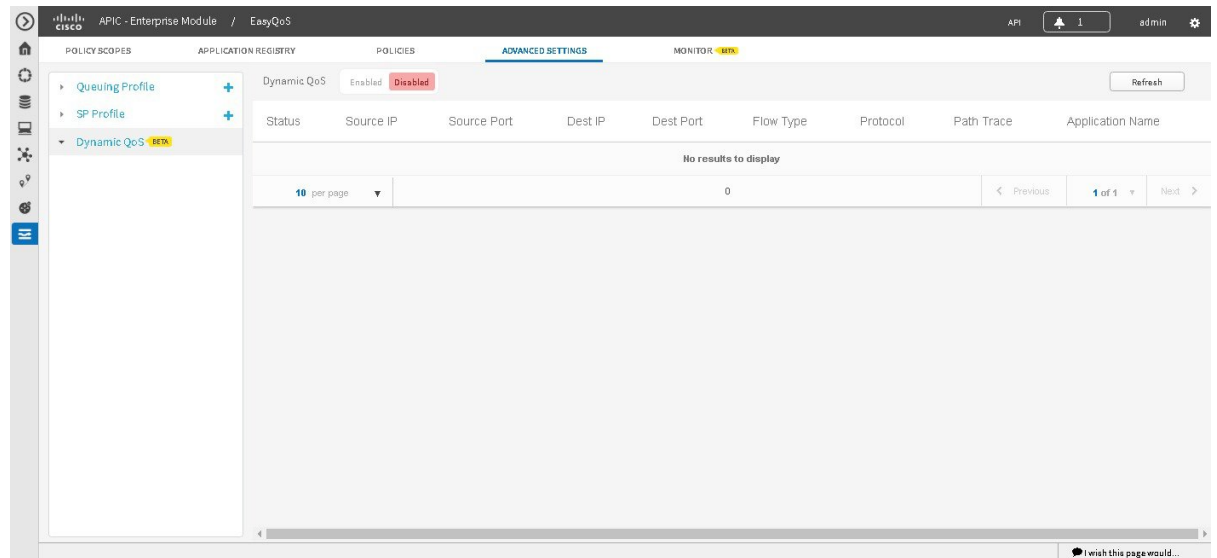 cisco APIC - Enterprise Module / EasyQoS API 1 admin
POLICY SCOPES APPLICATION REGISTRY POLICIES ADVANCED SETTINGS MONITOR BETA
Queuing Profile +
SP Profile +
Dynamic QoS BETA
Dynamic QoS Enabled Disabled Refresh
Status Source IP Source Port Dest IP Dest Port Flow Type Protocol Path Trace Application Name
No results to display
10 per page 0 Previous 1 of 1 Next
I wish this page would...